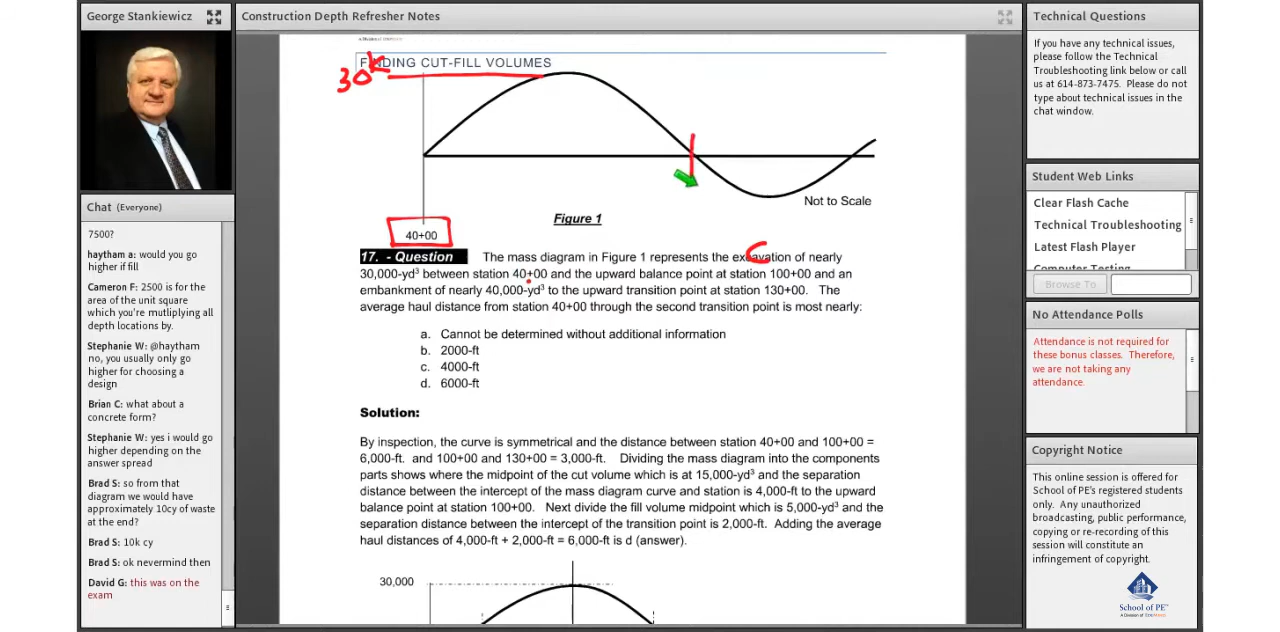 George Stankiewicz
Construction Depth Refresher Notes
Technical Questions
If you have any technical issues,
please follow the Technical
Troubleshooting link below or call
us at 614-873-7475. Please do not
type about technical issues in the
chat window.
Student Web Links
Clear Flash Cache
Technical Troubleshooting
Latest Flash Player
Computer Testing
Browse To
No Attendance Polls
Attendance is not required for
these bonus classes. Therefore,
we are not taking any
attendance.
Copyright Notice
This online session is offered for
School of PE's registered students
only. Any unauthorized
broadcasting, public performance,
copying or re-recording of this
session will constitute an
infringement of copyright.
School of PE
Chat (Everyone)
7500?
haytham a: would you go
higher if fill
Cameron F: 2500 is for the
area of the unit square
which you're mutliplying all
depth locations by.
Stephanie W: @haytham
no, you usually only go
higher for choosing a
design
Brian C: what about a
concrete form?
Stephanie W: yes i would go
higher depending on the
answer spread
Brad S: so from that
diagram we would have
approximately 10cy of waste
at the end?
Brad S: 10k cy
Brad S: ok nevermind then
David G: this was on the
exam
FINDING CUT-FILL VOLUMES
30k
Not to Scale
Figure 1
40+00
C
17. - Question The mass diagram in Figure 1 represents the excavation of nearly
30,000-yd³ between station 40+00 and the upward balance point at station 100+00 and an
embankment of nearly 40,000-yd³ to the upward transition point at station 130+00. The
average haul distance from station 40+00 through the second transition point is most nearly:
a. Cannot be determined without additional information
b. 2000-ft
c. 4000-ft
d. 6000-ft
Solution:
By inspection, the curve is symmetrical and the distance between station 40+00 and 100+00 =
6,000-ft. and 100+00 and 130+00 = 3,000-ft. Dividing the mass diagram into the components
parts shows where the midpoint of the cut volume which is at 15,000-yd³ and the separation
distance between the intercept of the mass diagram curve and station is 4,000-ft to the upward
balance point at station 100+00. Next divide the fill volume midpoint which is 5,000-yd³ and the
separation distance between the intercept of the transition point is 2,000-ft. Adding the average
haul distances of 4,000-ft + 2,000-ft = 6,000-ft is d (answer).
30,000